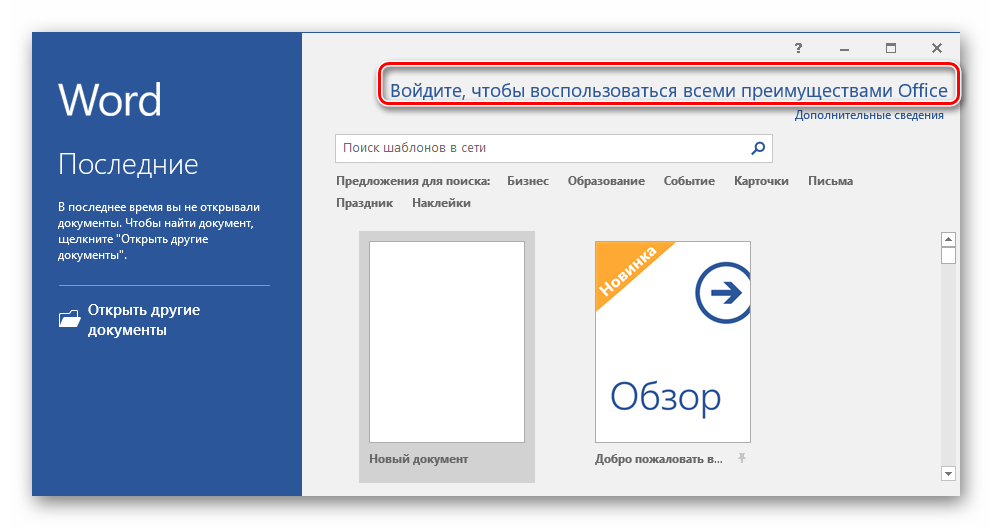 ?
Войдите, чтобы воспользоваться всеми преимуществами Office
Дополнительные сведения
Word
Последние
В последнее время вы не открывали
документы. Чтобы найти документ,
щелкните "Открыть другие
документы".
Открыть другие
документы
Поиск шаблонов в сети
Предложения для поиска: Бизнес Образование Событие Карточки Письма
Праздник Наклейки
Новинка
Обзор
Новый документ
Добро пожаловать в...